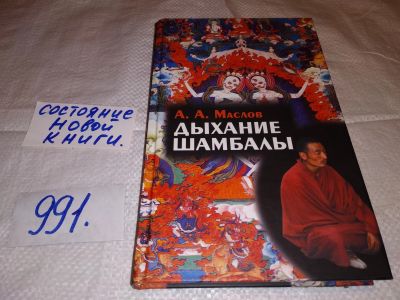 СОСТОЯНИЕ
НОВОЙ
КНИГИ.
991.
А. А. Маслов
ДЫХАНИЕ
ШАМБАЛЫ